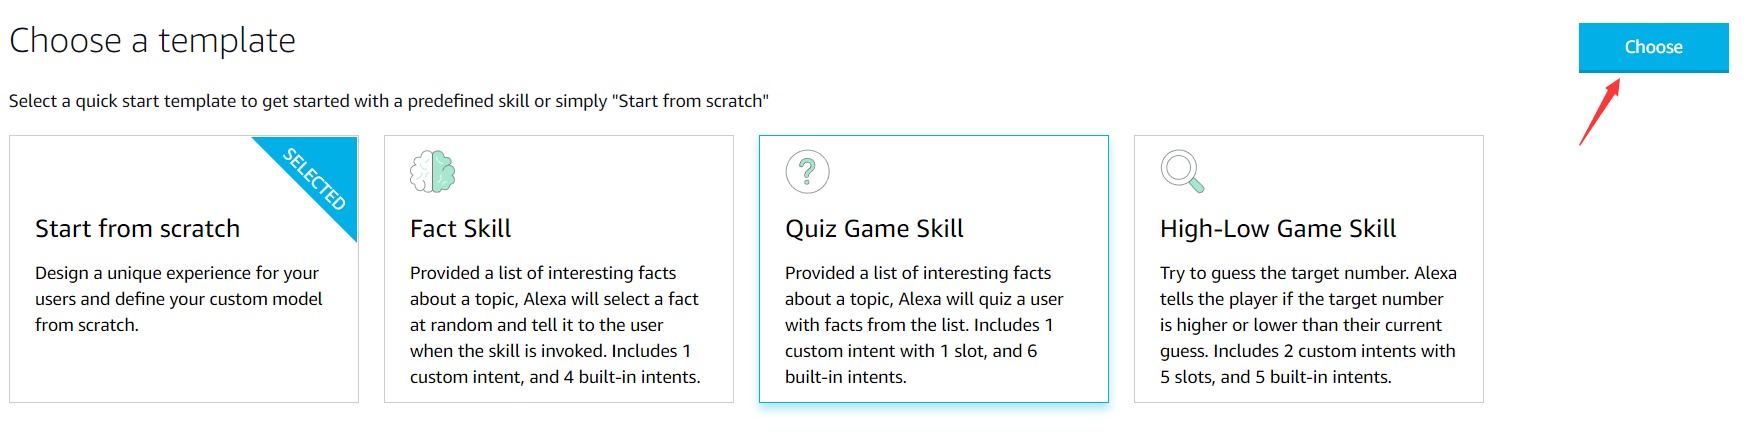 Choose a template
Choose
Select a quick start template to get started with a predefined skill or simply "Start from scratch"
SELECTED
Start from scratch
Design a unique experience for your
users and define your custom model
from scratch.
Fact Skill
Provided a list of interesting facts
about a topic, Alexa will select a fact
at random and tell it to the user
when the skill is invoked. Includes 1
custom intent, and 4 built-in intents.
?
Quiz Game Skill
Provided a list of interesting facts
about a topic, Alexa will quiz a user
with facts from the list. Includes 1
custom intent with 1 slot, and 6
built-in intents.
High-Low Game Skill
Try to guess the target number. Alexa
tells the player if the target number
is higher or lower than their current
guess. Includes 2 custom intents with
5 slots, and 5 built-in intents.